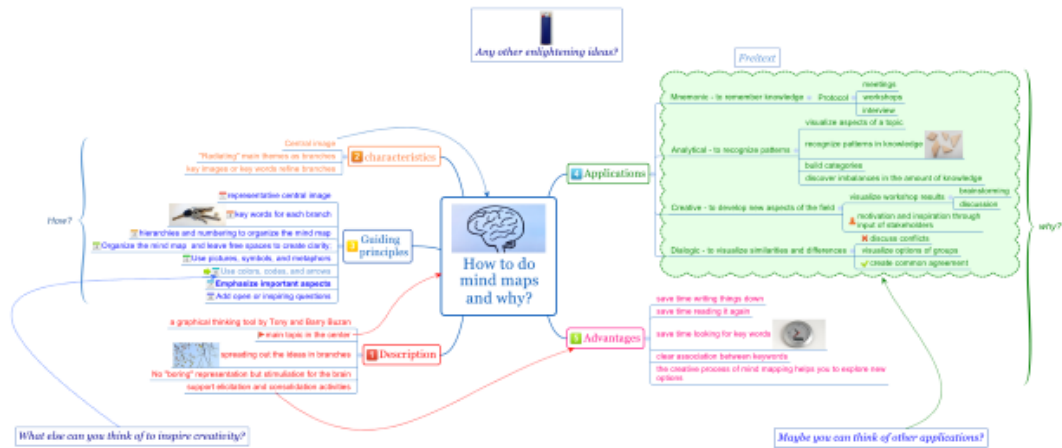 Any other enlightening ideas?
Freitext
How?
Central image
"Radiating" main themes as branches
key images or key words refine branches
2 characteristics
representative central image
key words for each branch
hierarchies and numbering to organize the mind map
Organize the mind map and leave free spaces to create clarity;
Use pictures, symbols, and metaphors
Use colors, codes, and arrows
Emphasize important aspects
Add open or inspiring questions
Guiding
principles
a graphical thinking tool by Tony and Barry Buzan
main topic in the center
spreading out the ideas in branches
No "boring" representation but stimulation for the brain
support elicitation and consolidation activities
1 Description
How to do
mind maps
and why?
4 Applications
Mnemonic - to remember knowledge
Protocol
meetings
workshops
interview
Analytical - to recognize patterns
visualize aspects of a topic
recognize patterns in knowledge
build categories
discover imbalances in the amount of knowledge
Creative - to develop new aspects of the field
visualize workshop results
brainstorming
discussion
motivation and inspiration through
input of stakeholders
Dialogic - to visualize similarities and differences
discuss conflicts
visualize options of groups
create common agreement
why?
Advantages
save time writing things down
save time reading it again
save time looking for key words
clear association between keywords
the creative process of mind mapping helps you to explore new
options
What else can you think of to inspire creativity?
Maybe you can think of other applications?